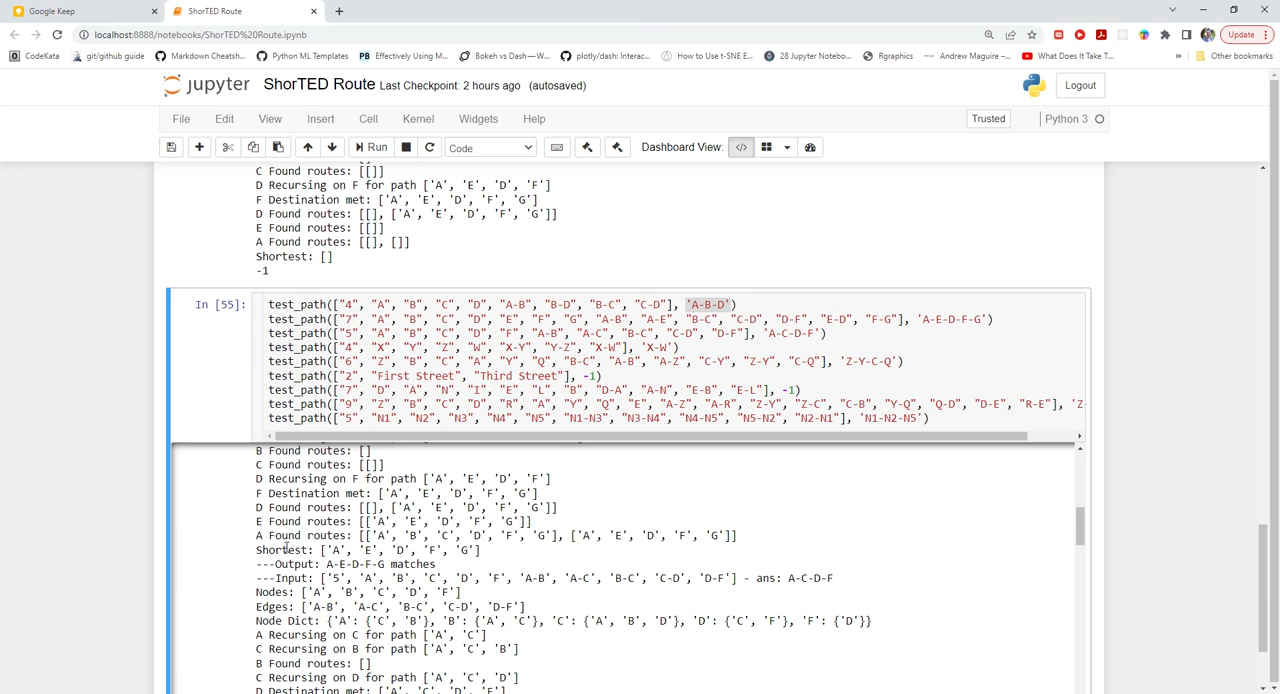 Google Keep
ShorTED Route
localhost:8888/notebooks/ShorTED%20Route.ipynb
Update
CodeKata
git/github guide
Markdown Cheatsh...
Python ML Templates
PB Effectively Using M...
Bokeh vs Dash—W...
plotly/dash: Interac...
How to Use t-SNE E...
28 Jupyter Notebo...
Rgraphics
Andrew Maguire –...
What Does It Take T...
»
Other bookmarks
jupyter ShorTED Route Last Checkpoint: 2 hours ago (autosaved)
Logout
File Edit View Insert Cell Kernel Widgets Help
Trusted Python 3
Run Code Dashboard View:
C Found routes: [[]]
D Recursing on F for path ['A', 'E', 'D', 'F']
F Destination met: ['A', 'E', 'D', 'F', 'G']
D Found routes: [[], ['A', 'E', 'D', 'F', 'G']]
E Found routes: [[]]
A Found routes: [[], []]
Shortest: []
-1
In [55]:
test_path(["4", "A", "B", "C", "D", "A-B", "B-D", "B-C", "C-D"], 'A-B-D')
test_path(["7", "A", "B", "C", "D", "E", "F", "G", "A-B", "A-E", "B-C", "C-D", "D-F", "E-D", "F-G"], 'A-E-D-F-G')
test_path(["5", "A", "B", "C", "D", "F", "A-B", "A-C", "B-C", "C-D", "D-F"], 'A-C-D-F')
test_path(["4", "X", "Y", "Z", "W", "X-Y", "Y-Z", "X-W"], 'X-W')
test_path(["6", "Z", "B", "C", "A", "Y", "Q", "B-C", "A-B", "A-Z", "C-Y", "Z-Y", "C-Q"], 'Z-Y-C-Q')
test_path(["2", "First Street", "Third Street"], -1)
test_path(["7", "D", "A", "N", "I", "E", "L", "B", "D-A", "A-N", "E-B", "E-L"], -1)
test_path(["9", "Z", "B", "C", "D", "R", "A", "Y", "Q", "E", "A-Z", "A-R", "Z-Y", "Z-C", "C-B", "Y-Q", "Q-D", "D-E", "R-E"], 'Z-
test_path(["5", "N1", "N2", "N3", "N4", "N5", "N1-N3", "N3-N4", "N4-N5", "N5-N2", "N2-N1"], 'N1-N2-N5')
B Found routes: []
C Found routes: [[]]
D Recursing on F for path ['A', 'E', 'D', 'F']
F Destination met: ['A', 'E', 'D', 'F', 'G']
D Found routes: [[], ['A', 'E', 'D', 'F', 'G']]
E Found routes: [['A', 'E', 'D', 'F', 'G']]
A Found routes: [['A', 'B', 'C', 'D', 'F', 'G'], ['A', 'E', 'D', 'F', 'G']]
Shortest: ['A', 'E', 'D', 'F', 'G']
---Output: A-E-D-F-G matches
---Input: ['5', 'A', 'B', 'C', 'D', 'F', 'A-B', 'A-C', 'B-C', 'C-D', 'D-F'] - ans: A-C-D-F
Nodes: ['A', 'B', 'C', 'D', 'F']
Edges: ['A-B', 'A-C', 'B-C', 'C-D', 'D-F']
Node Dict: {'A': {'C', 'B'}, 'B': {'A', 'C'}, 'C': {'A', 'B', 'D'}, 'D': {'C', 'F'}, 'F': {'D'}}
A Recursing on C for path ['A', 'C']
C Recursing on B for path ['A', 'C', 'B']
B Found routes: []
C Recursing on D for path ['A', 'C', 'D']
D Destination met: ['A', 'C', 'D', 'F']